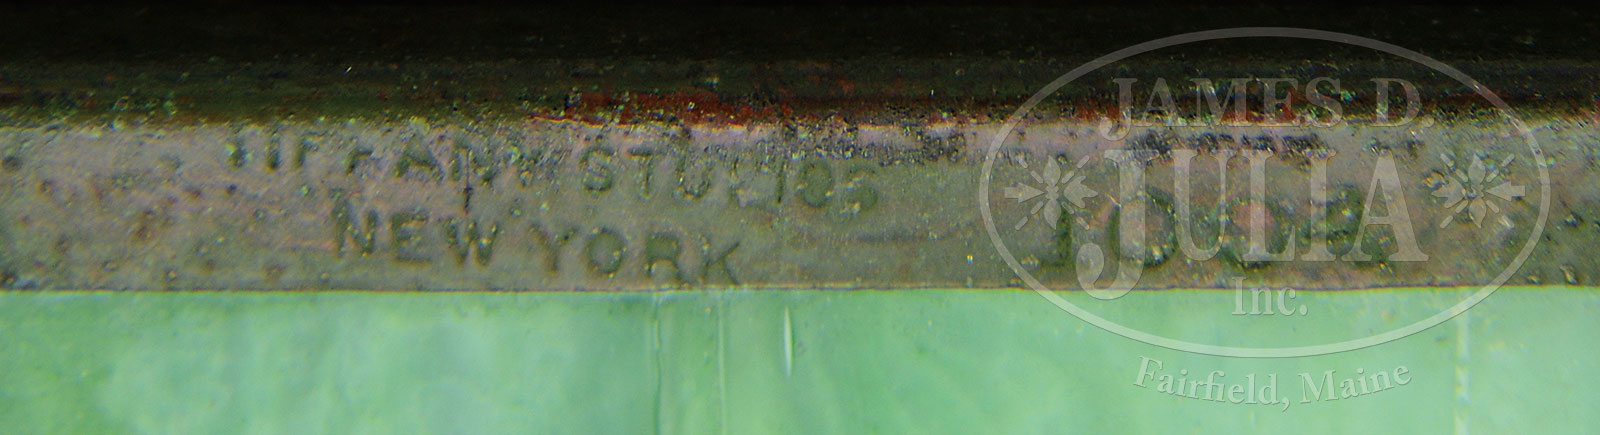 TIFFANY STUDIOS
NEW YORK
JAMES D.
JULIA
Inc.
Fairfield, Maine